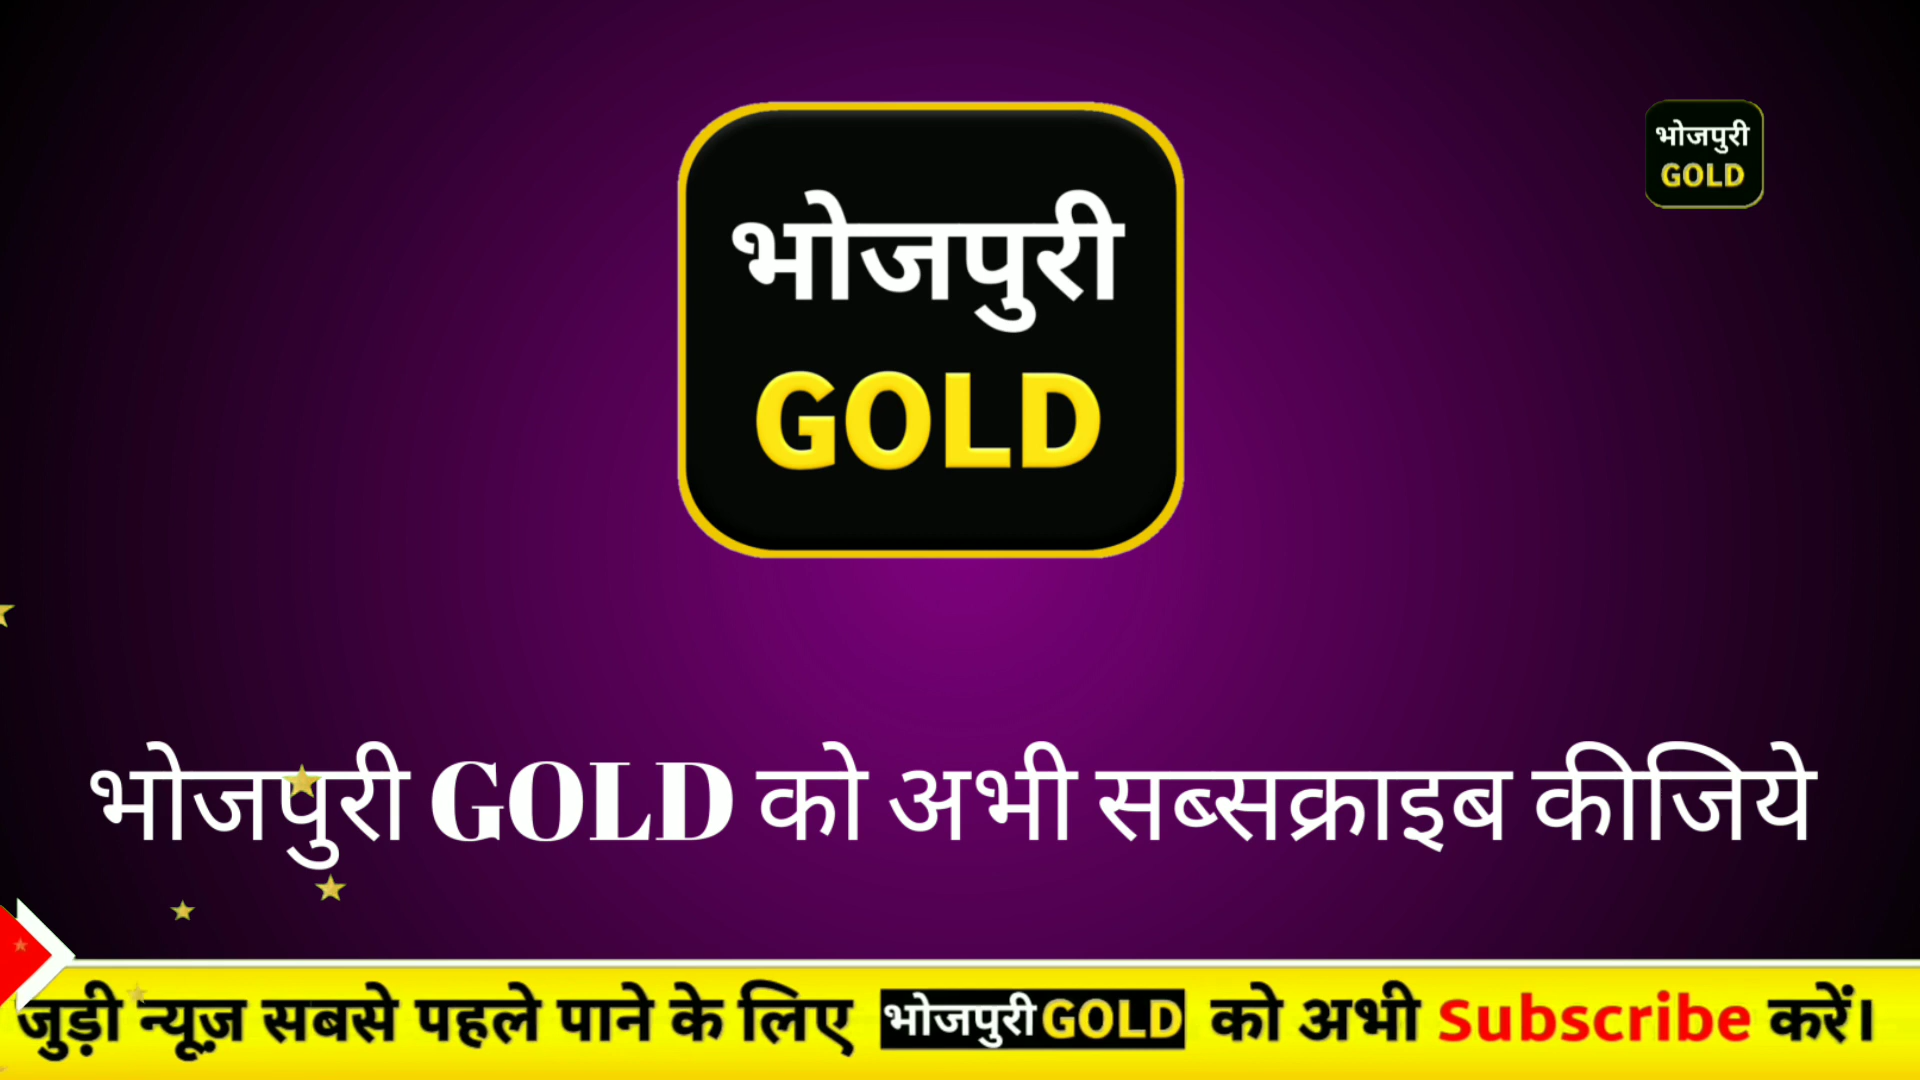 भोजपुरी
GOLD
भोजपुरी
GOLD
भोजपुरी GOLD को अभी सब्सक्राइब कीजिये
जुड़ी न्यूज़ सबसे पहले पाने के लिए भोजपुरी GOLD को अभी Subscribe करें।